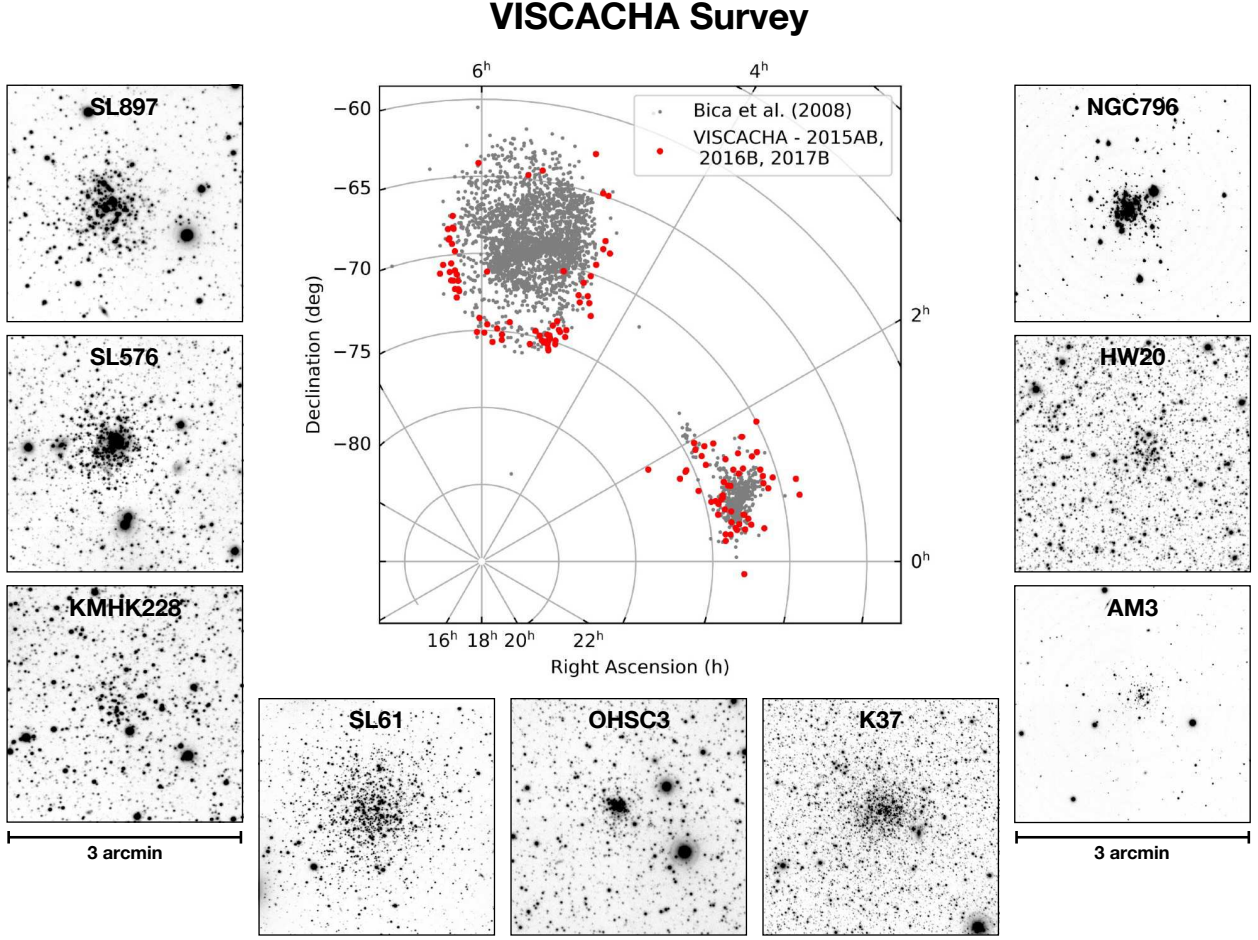 VISCACHA Survey
SL897
SL576
KMHK228
3 arcmin
6h
4h
2h
0h
−60
−65
−70
−75
−80
Declination (deg)
Bica et al. (2008)
VISCACHA - 2015AB,
2016B, 2017B
16h 18h 20h 22h
Right Ascension (h)
SL61
OHSC3
K37
NGC796
HW20
AM3
3 arcmin